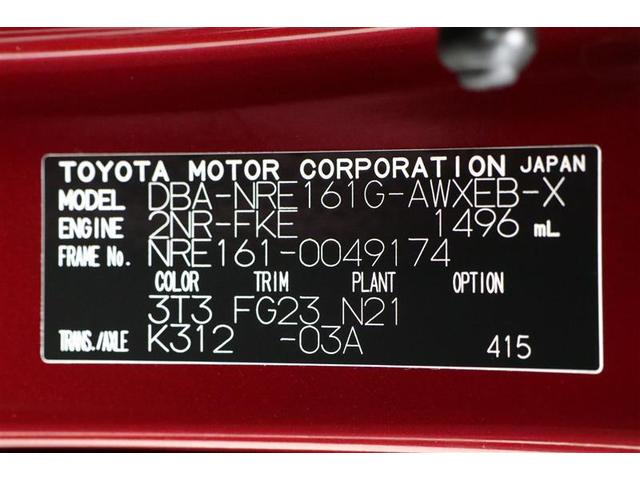 TOYOTA MOTOR CORPORATION JAPAN
MODEL DBA-NRE161G-AWXEB-X
ENGINE 2NR-FKE 1496 mL
FRAME No. NRE161-0049174
COLOR TRIM PLANT OPTION
3T3 FG23 N21
TRANS./AXLE K312 -03A 415